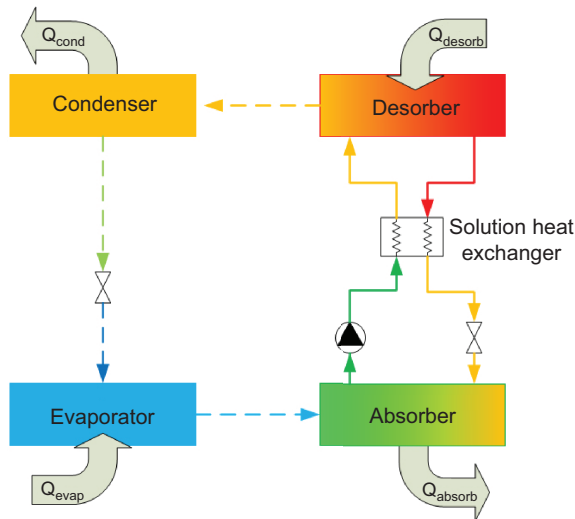 Qcond
Qdesorb
Condenser
Desorber
Solution heat
exchanger
Evaporator
Absorber
Qevap
Qabsorb